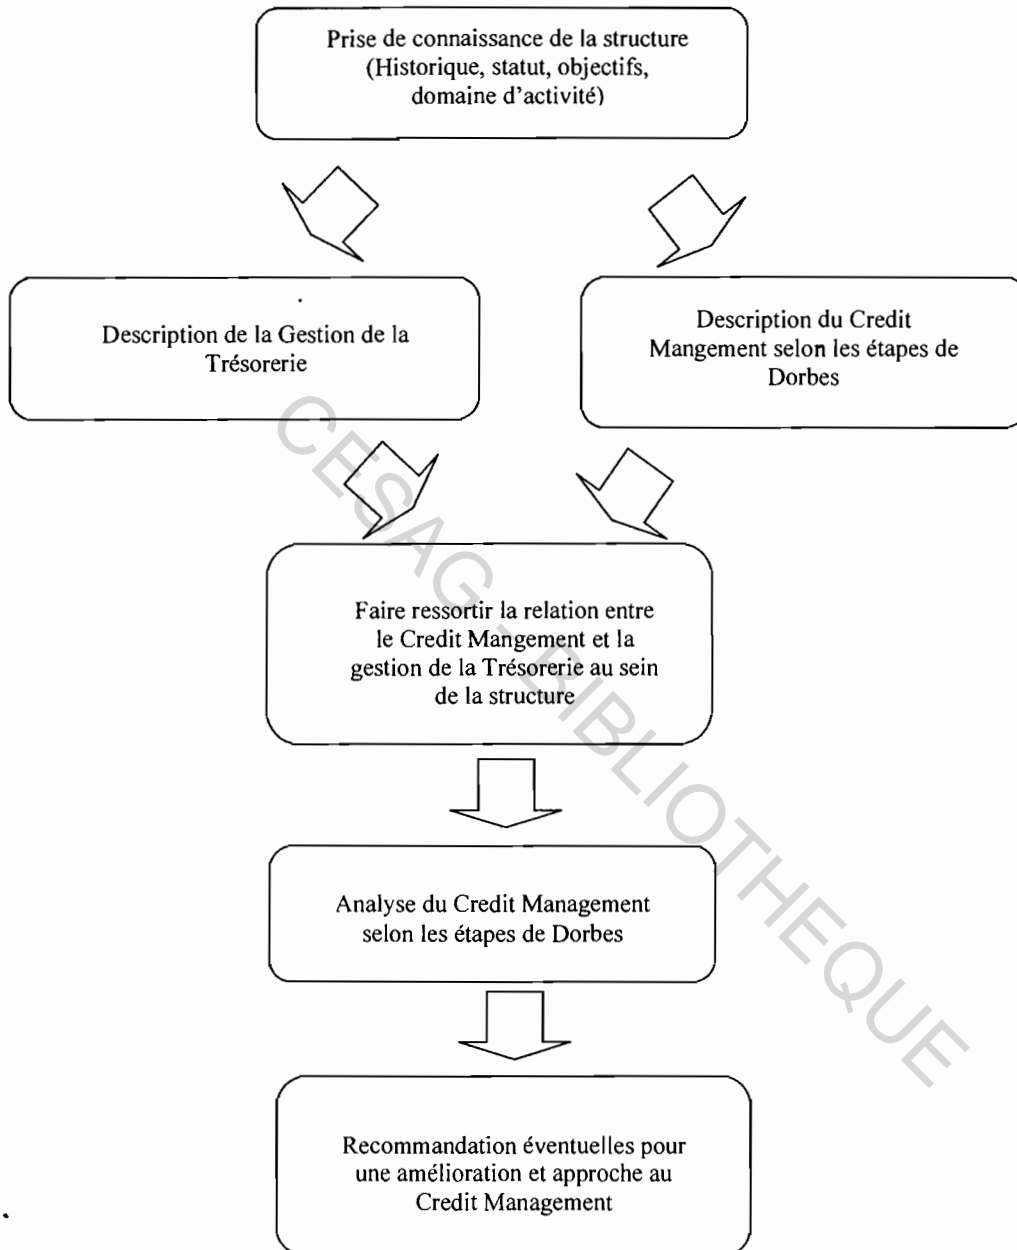 Prise de connaissance de la structure
(Historique, statut, objectifs,
domaine d'activité)
Description de la Gestion de la
Trésorerie
Description du Credit
Mangement selon les étapes de
Dorbes
Faire ressortir la relation entre
le Credit Mangement et la
gestion de la Trésorerie au sein
de la structure
Analyse du Credit Management
selon les étapes de Dorbes
Recommandation éventuelles pour
une amélioration et approche au
Credit Management
CESAG - BIBLIOTHEQUE